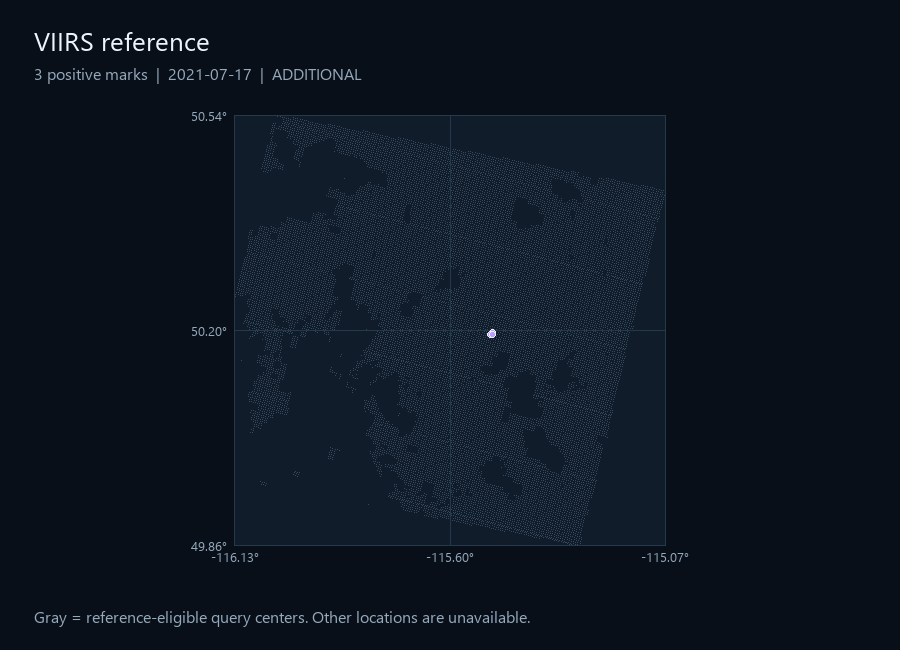 VIIRS reference
3 positive marks | 2021-07-17 | ADDITIONAL
50.54°
50.20°
49.86°
-116.13°
-115.60°
-115.07°
Gray = reference-eligible query centers. Other locations are unavailable.